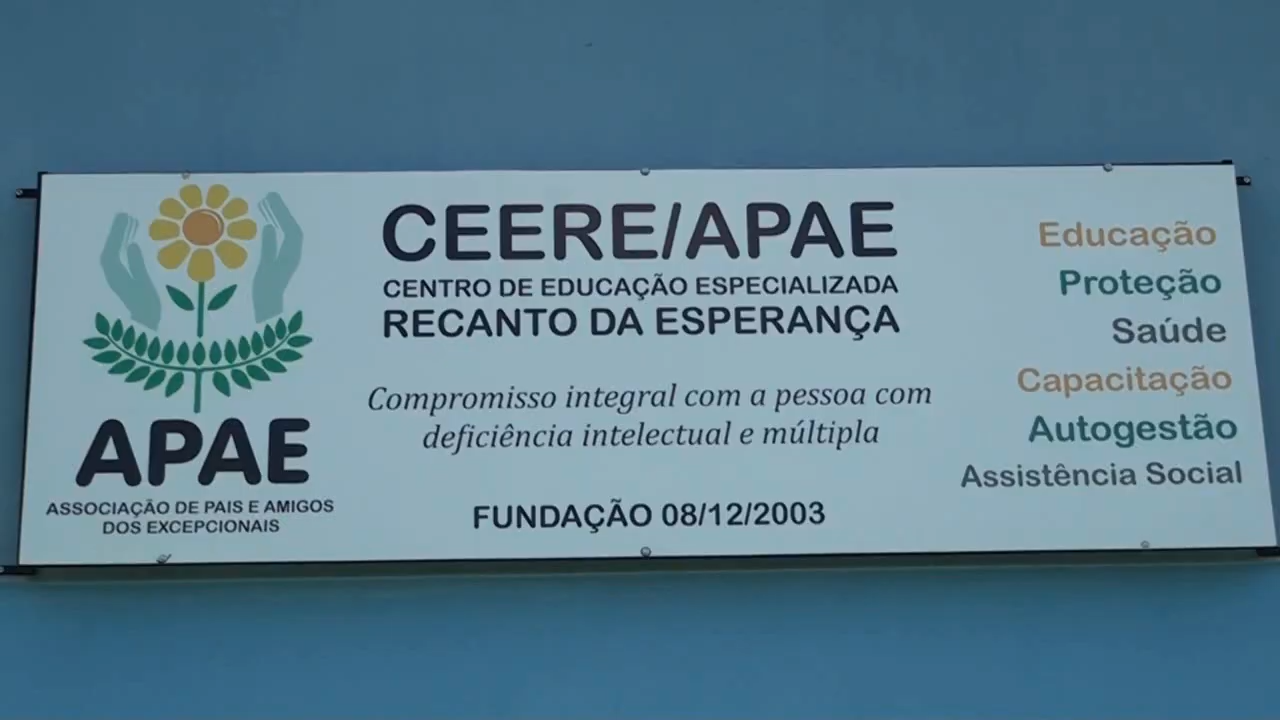 APAE
ASSOCIAÇÃO DE PAIS E AMIGOS
DOS EXCEPCIONAIS
CEERE/APAE
CENTRO DE EDUCAÇÃO ESPECIALIZADA
RECANTO DA ESPERANÇA
Compromisso integral com a pessoa com
deficiência intelectual e múltipla
FUNDAÇÃO 08/12/2003
Educação
Proteção
Saúde
Capacitação
Autogestão
Assistência Social